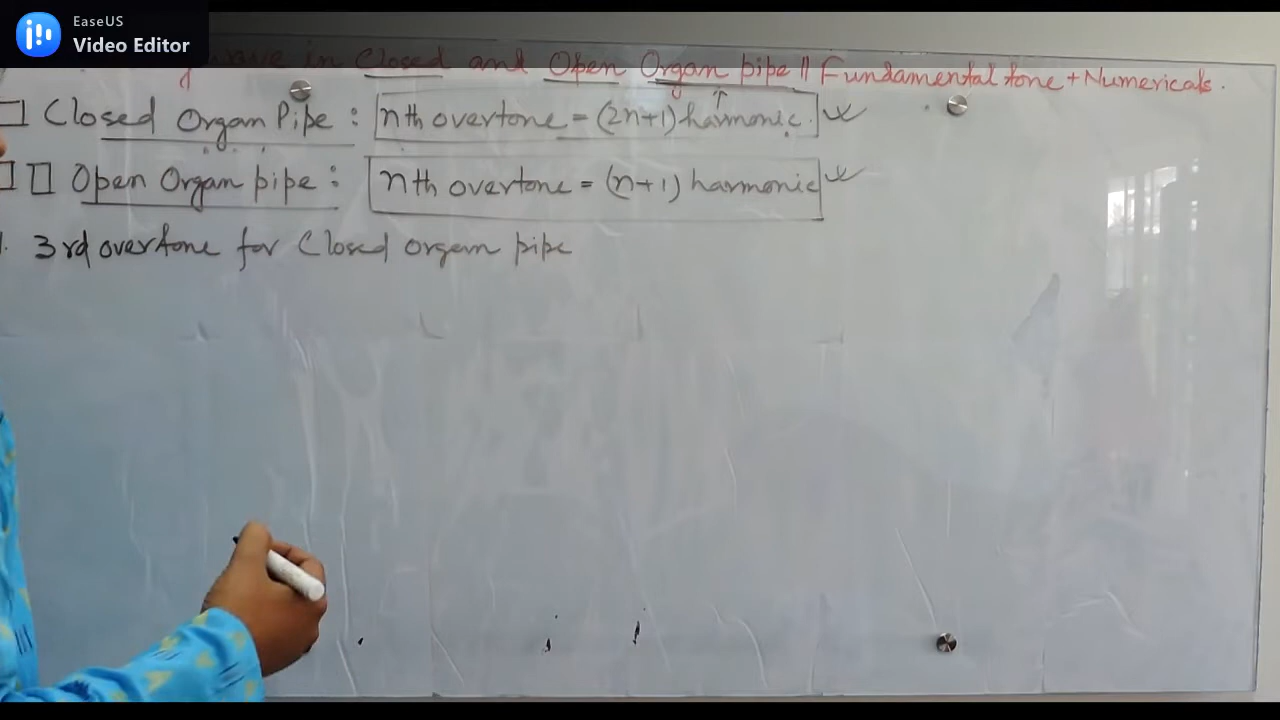 EaseUS
Video Editor
wave in Closed and Open Organ pipe || Fundamental tone + Numericals.
Closed Organ Pipe : nth overtone = (2n+1) harmonic.
Open Organ pipe : nth overtone = (n+1) harmonic
3rd overtone for Closed organ pipe